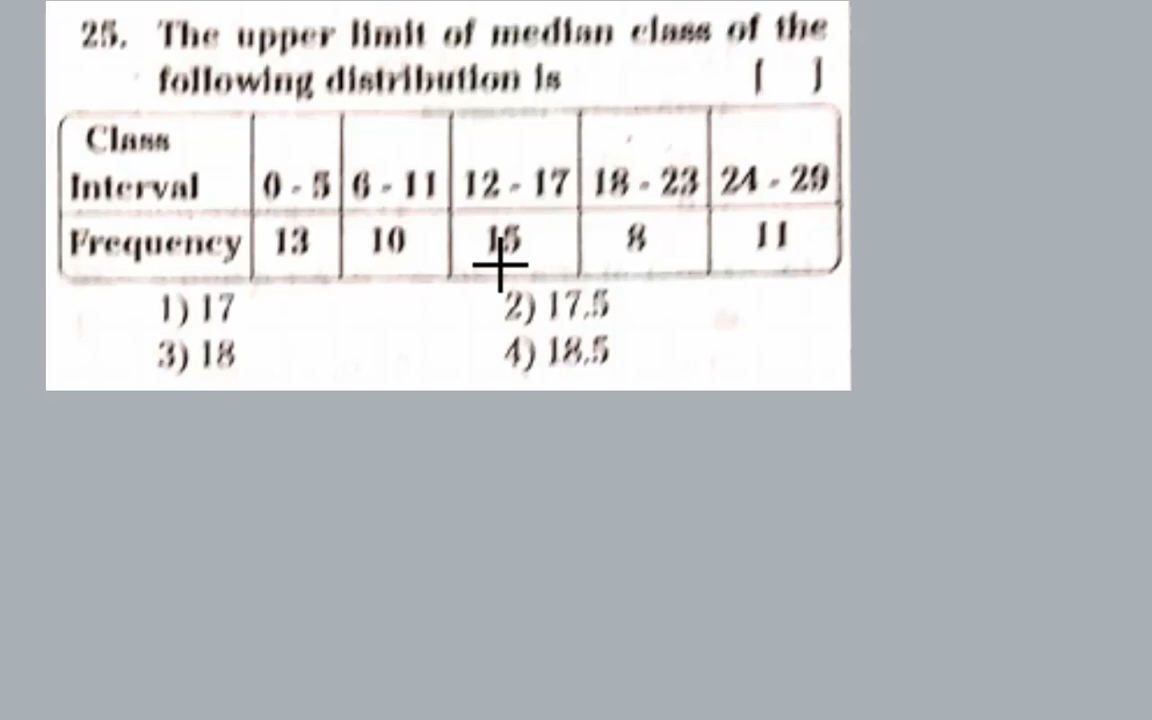 25. The upper limit of median class of the
following distribution is [ ]
Class
Interval 0 - 5 6 - 11 12 - 17 18 - 23 24 - 29
Frequency 13 10 15 8 11
1) 17 2) 17.5
3) 18 4) 18.5